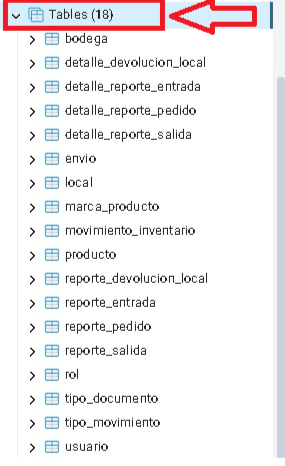 Tables (18)
bodega
detalle_devolucion_local
detalle_reporte_entrada
detalle_reporte_pedido
detalle_reporte_salida
envio
local
marca_producto
movimiento_inventario
producto
reporte_devolucion_local
reporte_entrada
reporte_pedido
reporte_salida
rol
tipo_documento
tipo_movimiento
usuario